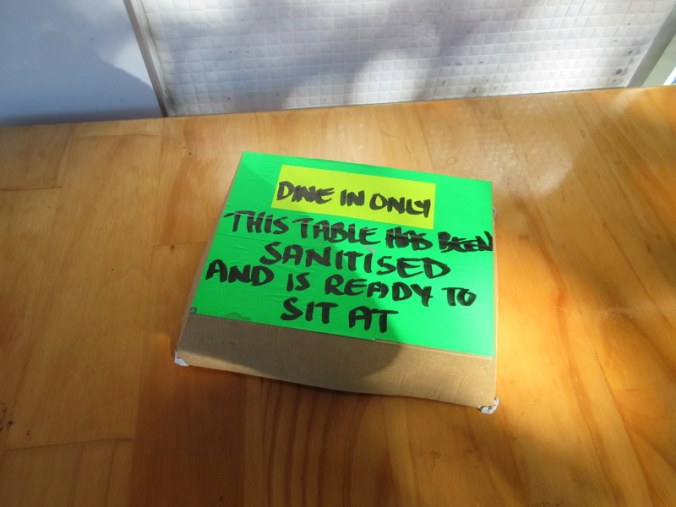 DINE IN ONLY
THIS TABLE HAS BEEN
SANITISED
AND IS READY TO
SIT AT